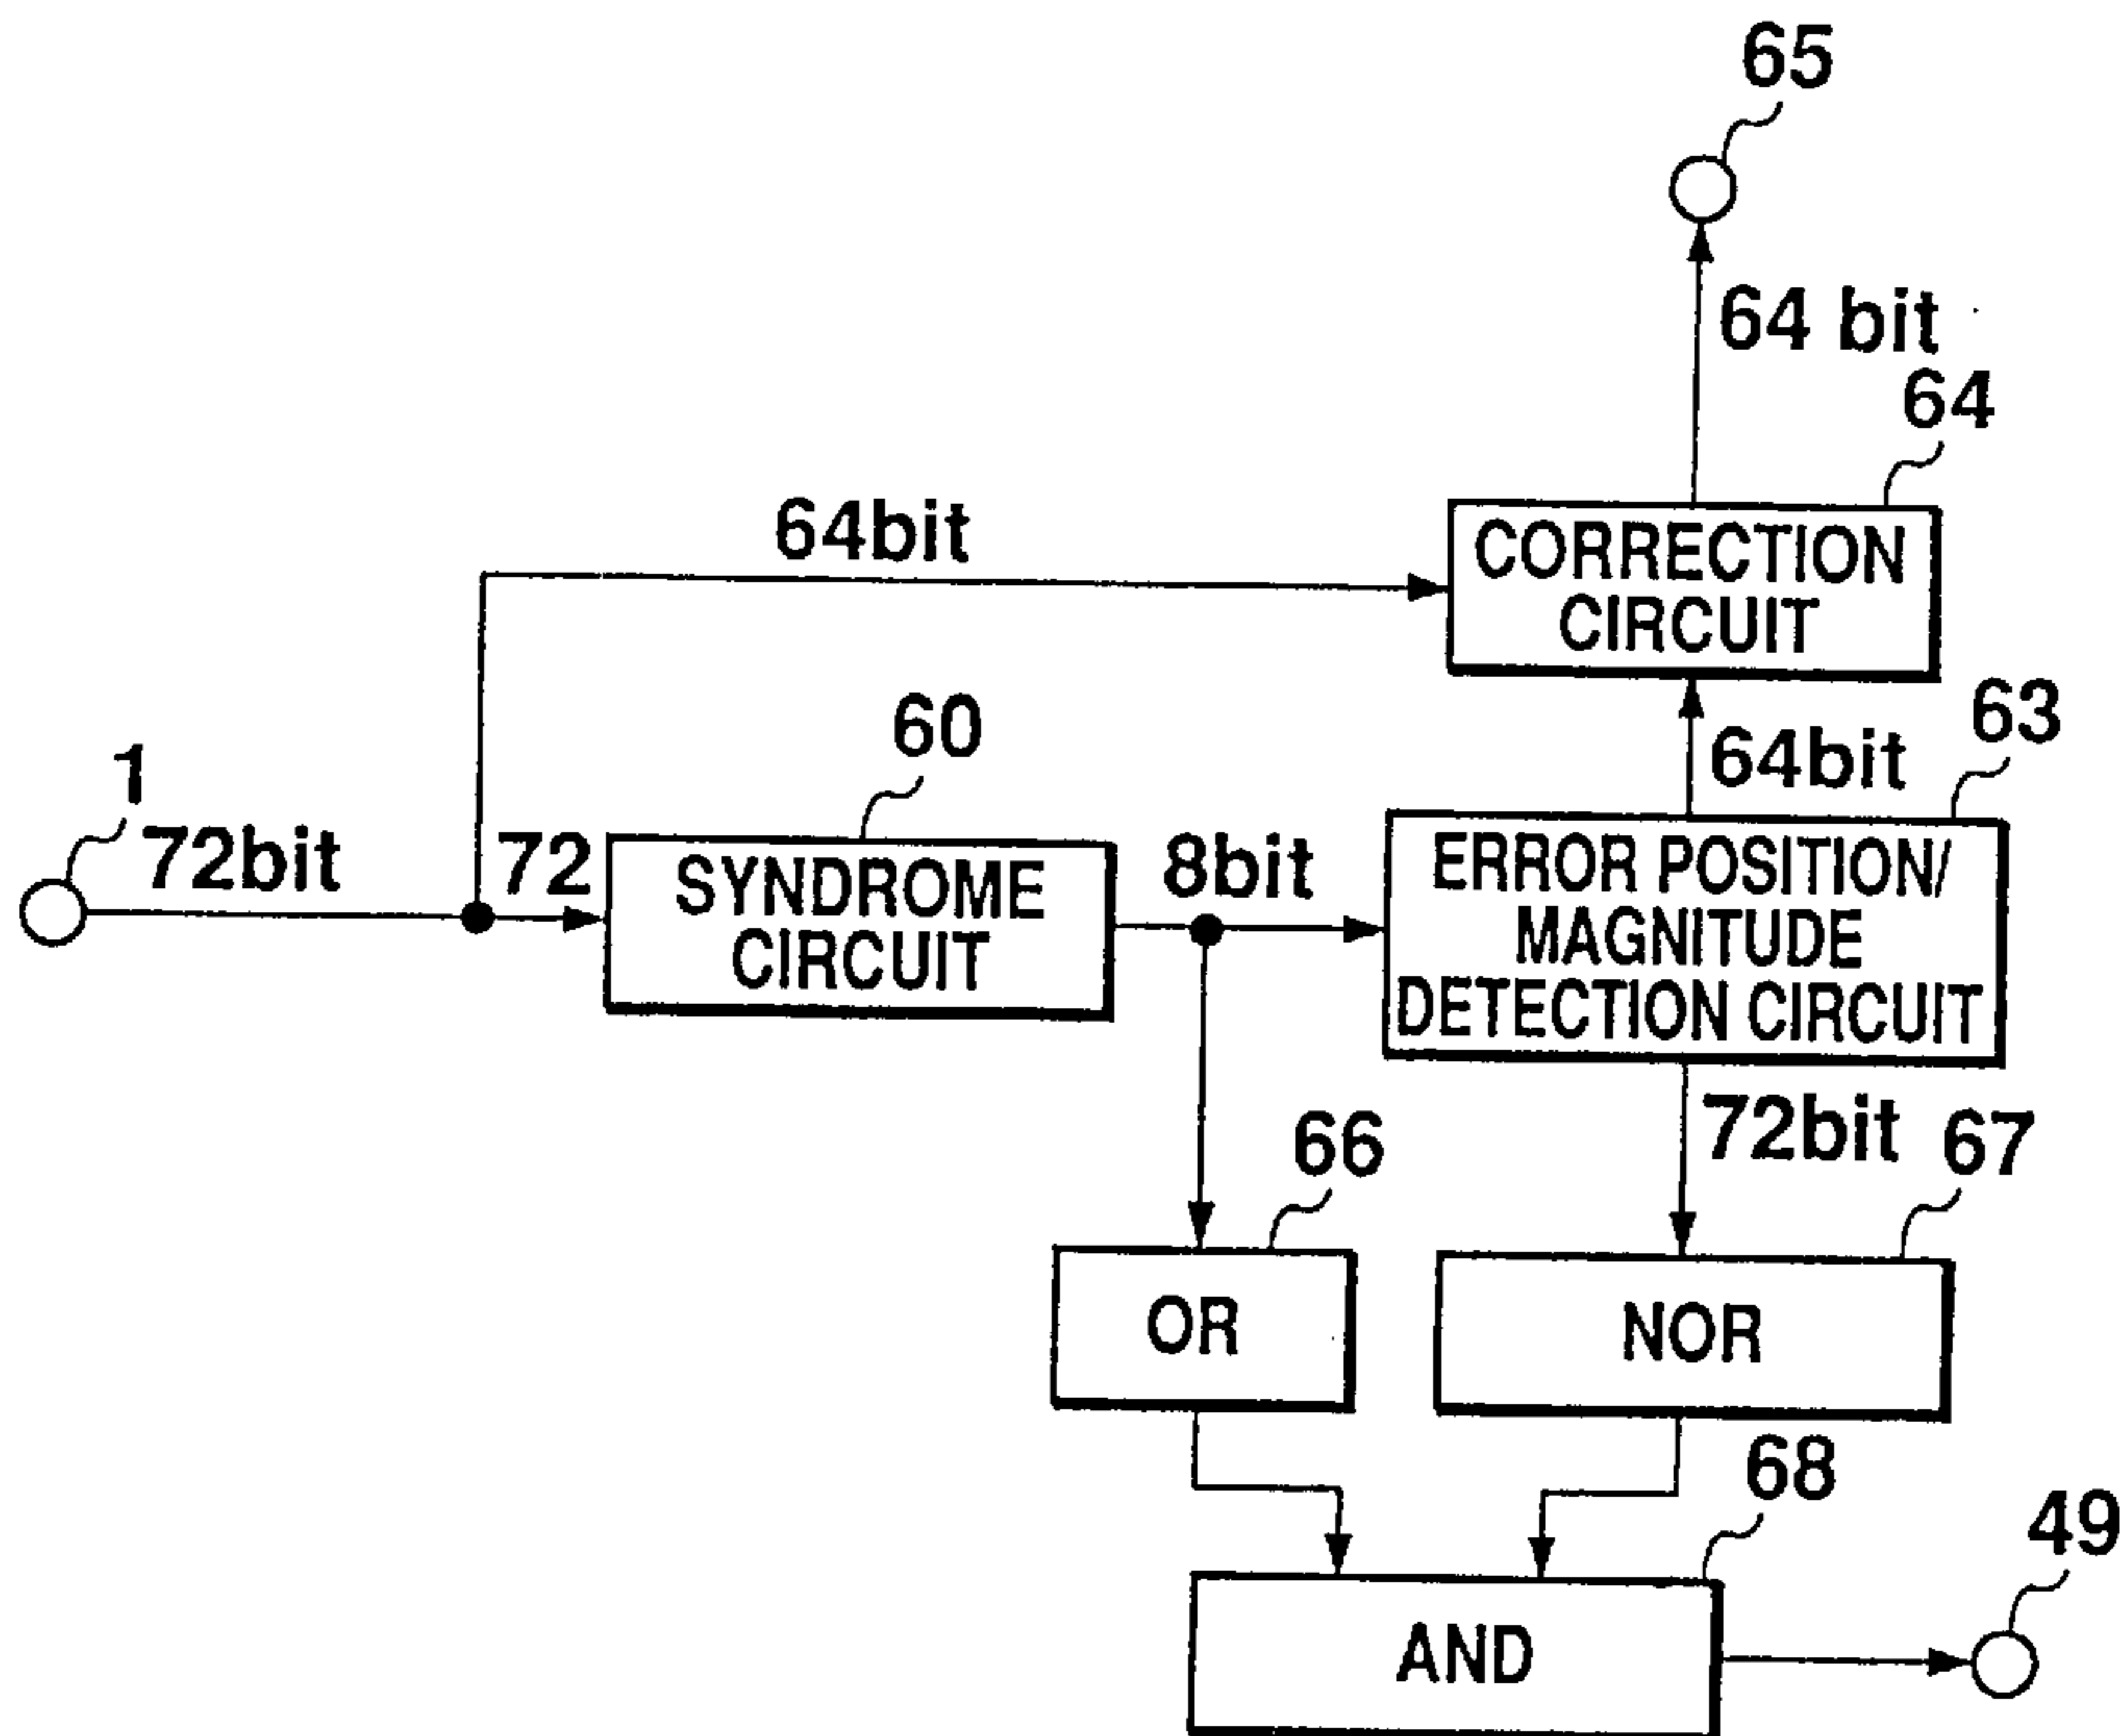 65
64 bit
64
64bit
CORRECTION
CIRCUIT
63
60
64bit
1
72bit
72
SYNDROME
CIRCUIT
8bit
ERROR POSITION/
MAGNITUDE
DETECTION CIRCUIT
72bit
67
66
OR
NOR
68
49
AND